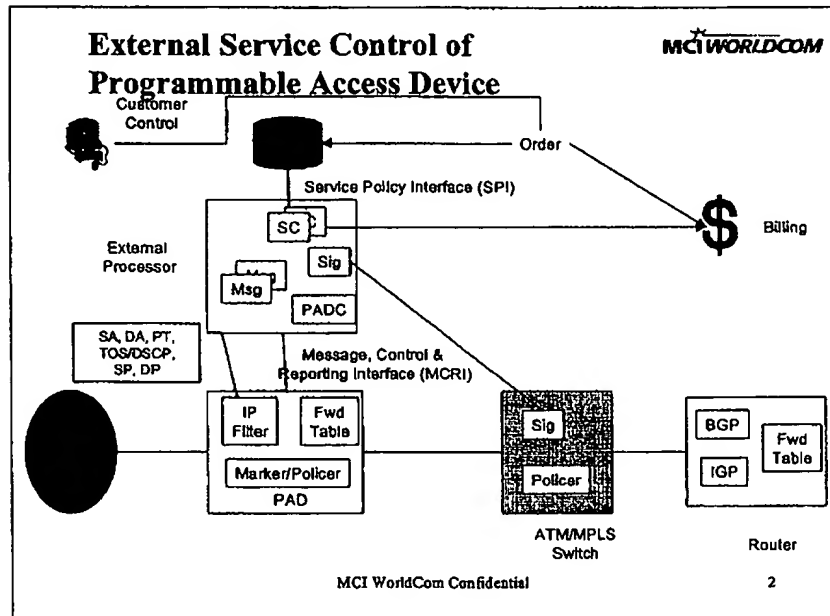 External Service Control of
Programmable Access Device
MCI WORLDCOM
Customer
Control
Order
Service Policy Interface (SPI)
SC
External
Processor
Sig
Msg
PADC
Billing
$
SA, DA, PT,
TOS/DSCP,
SP, DP
Message, Control &
Reporting Interface (MCRI)
IP
Filter
Fwd
Table
Marker/Policer
PAD
Sig
Policer
ATM/MPLS
Switch
BGP
IGP
Fwd
Table
Router
MCI WorldCom Confidential
2